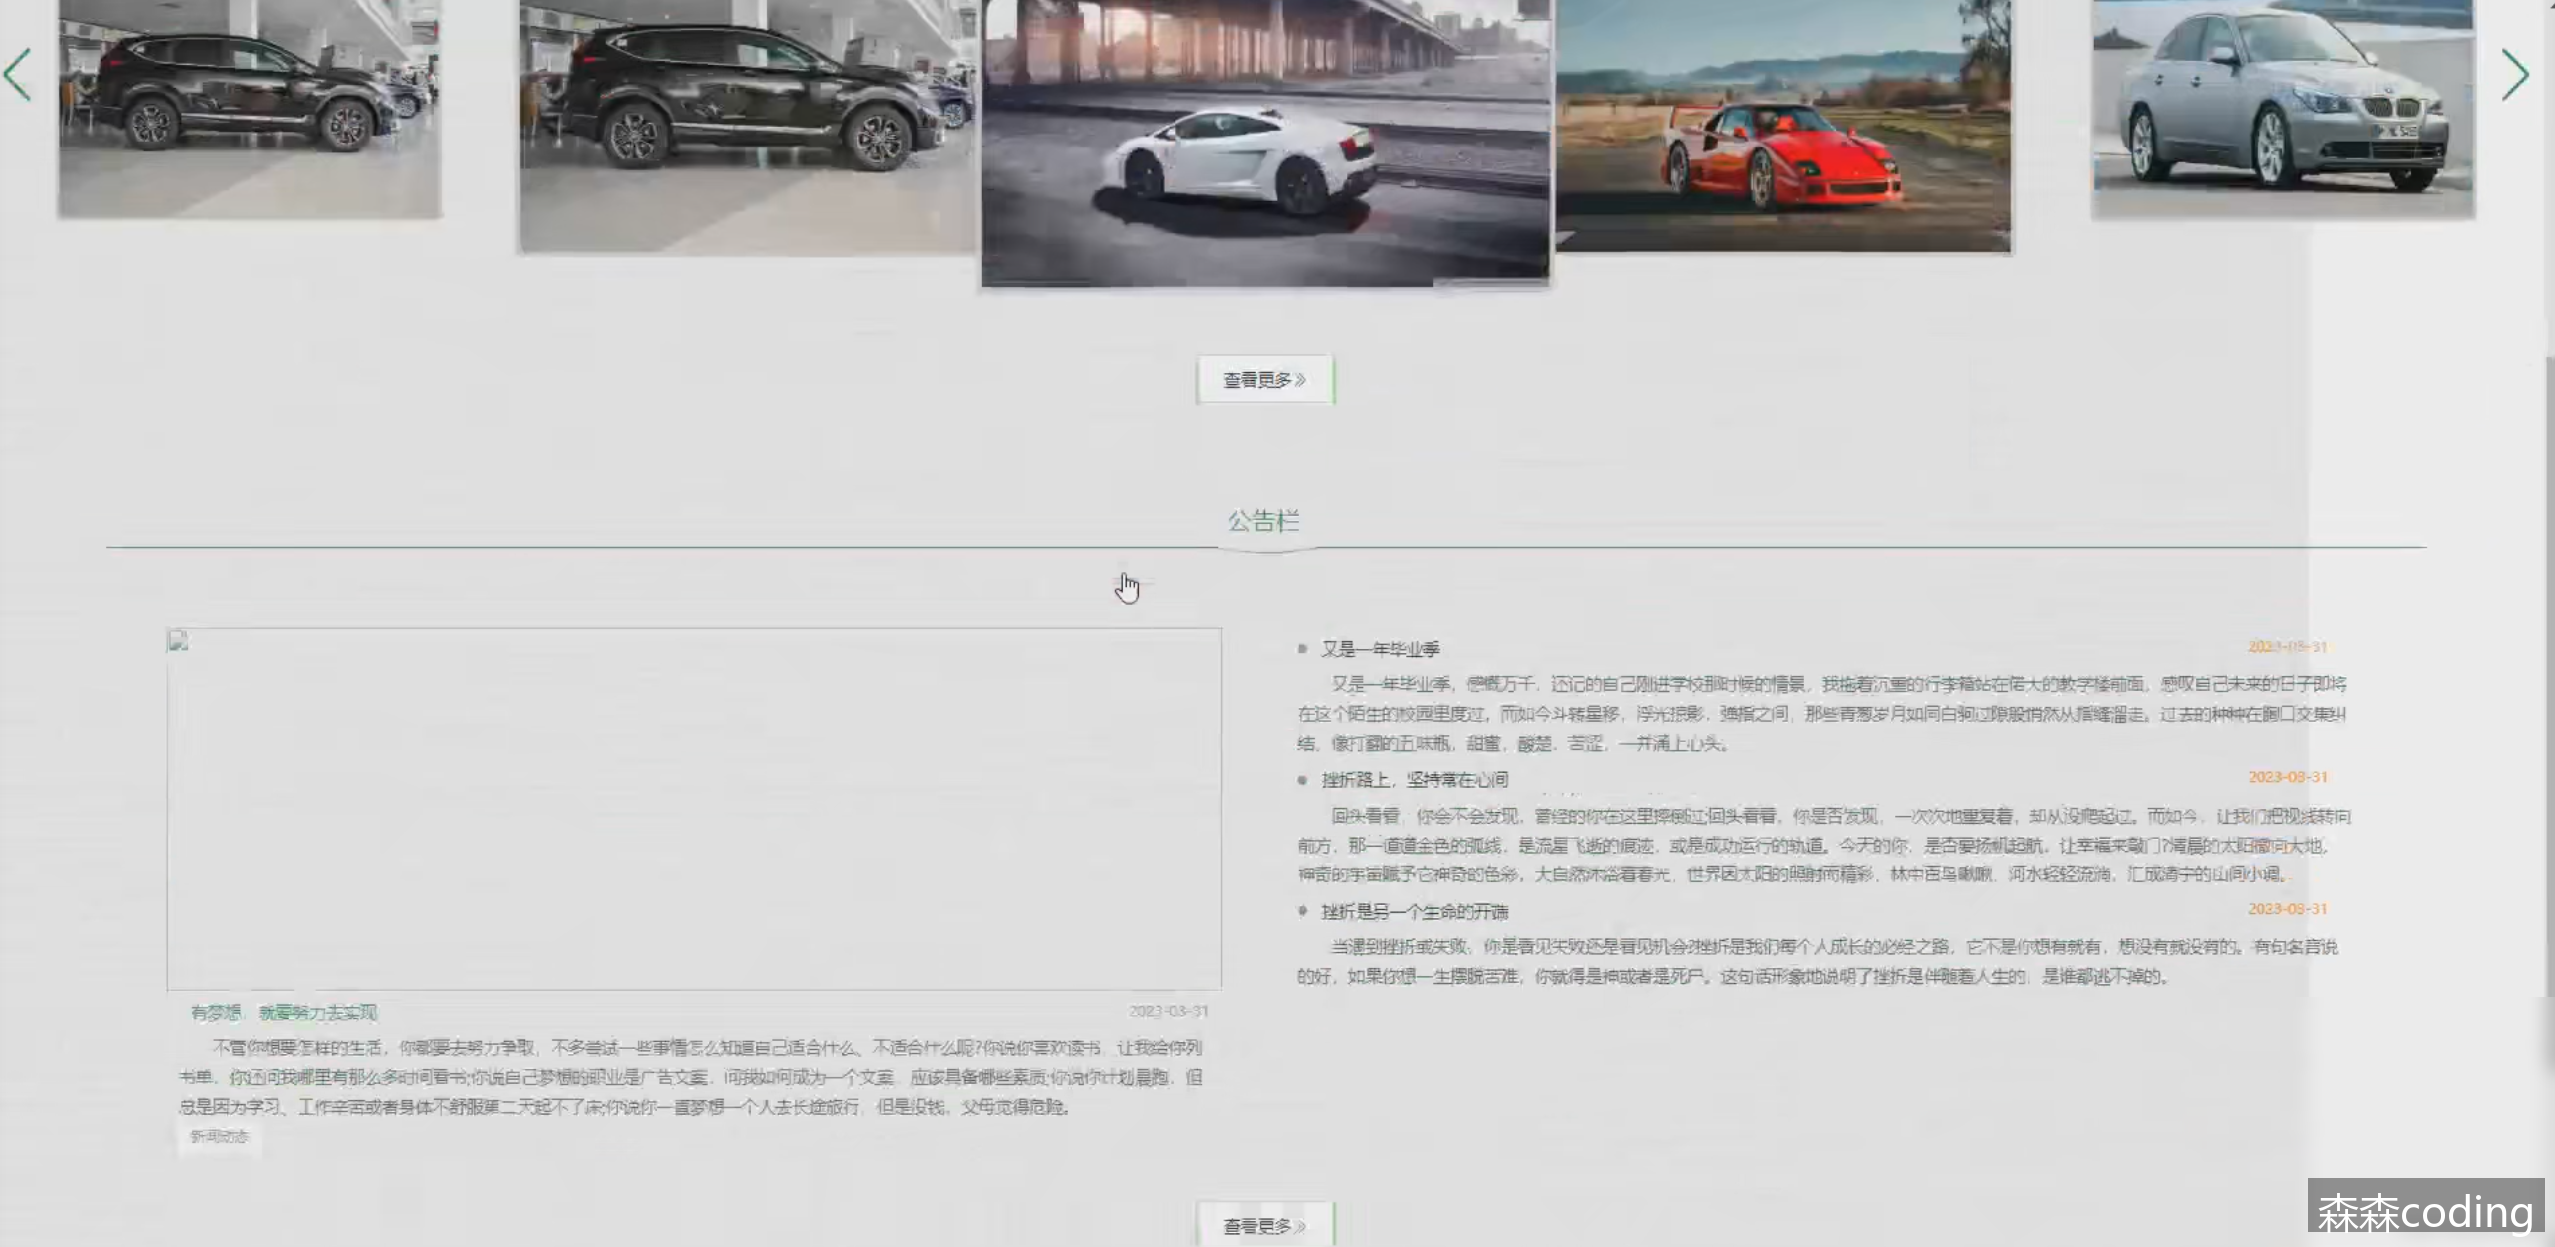 查看更多》
公告栏
又是一年毕业季
2023-03-31
又是一年毕业季，感慨万千，还记的自己刚进学校那时候的情景，我拖着沉重的行李箱站在偌大的教学楼前面，感叹自己未来的日子即将
在这个陌生的校园里度过，而如今斗转星移，浮光掠影，弹指之间，那些青葱岁月如同白驹过隙般悄然从指缝溜走。过去的种种在胸口交集纠
结，像打翻的五味瓶，甜蜜，酸楚，苦涩，一并涌上心头。
挫折路上，坚持常在心间
2023-03-31
回头看看，你会不会发现，曾经的你在这里摔倒过;回头看看，你是否发现，一次次地重复着，却从没爬起过。而如今，让我们把视线转向
前方，那一道道金色的弧线，是流星飞逝的痕迹，或是成功运行的轨道。今天的你，是否要扬帆起航，让幸福来敲门?清晨的太阳撒向大地，
神奇的宇宙赋予它神奇的色彩，大自然沐浴着春光，世界因太阳的照射而精彩，林中百鸟啾啾，河水轻轻流淌，汇成清宁的山间小调。
挫折是另一个生命的开端
2023-03-31
当遇到挫折或失败，你是看见失败还是看见机会?挫折是我们每个人成长的必经之路，它不是你想有就有，想没有就没有的。有句名言说
的好，如果你想一生摆脱苦难，你就得是神或者是死尸。这句话形象地说明了挫折是伴随着人生的，是谁都逃不掉的。
有梦想，就要努力去实现
2023-03-31
不管你想要怎样的生活，你都要去努力争取，不多尝试一些事情怎么知道自己适合什么、不适合什么呢?你说你喜欢读书，让我给你列
书单，你还问我哪里有那么多时间看书;你说自己梦想的职业是广告文案，问我如何成为一个文案，应该具备哪些素质;你说你计划晨跑，但
总是因为学习、工作辛苦或者身体不舒服第二天起不了床;你说你一直梦想一个人去长途旅行，但是没钱，父母觉得危险。
新闻动态
查看更多》
森森coding